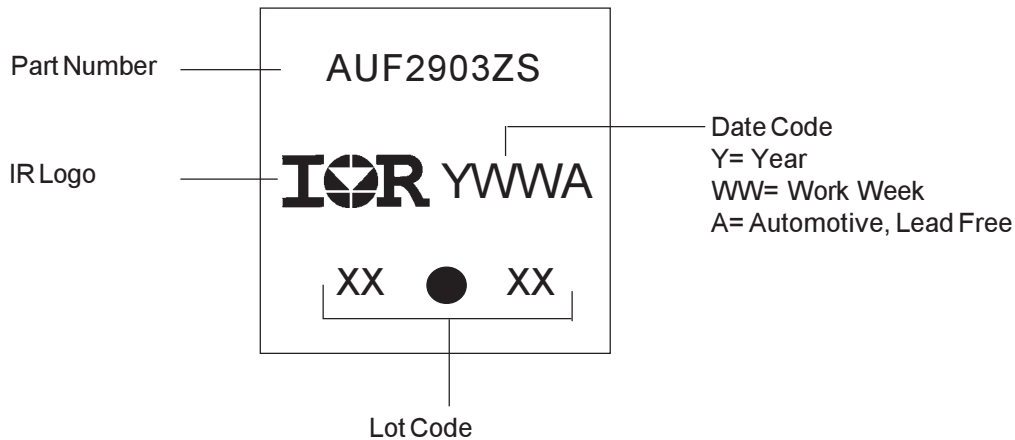 Part Number
AUF2903ZS
IR Logo
IOR YWWA
Date Code
Y= Year
WW= Work Week
A= Automotive, Lead Free
XX ● XX
Lot Code